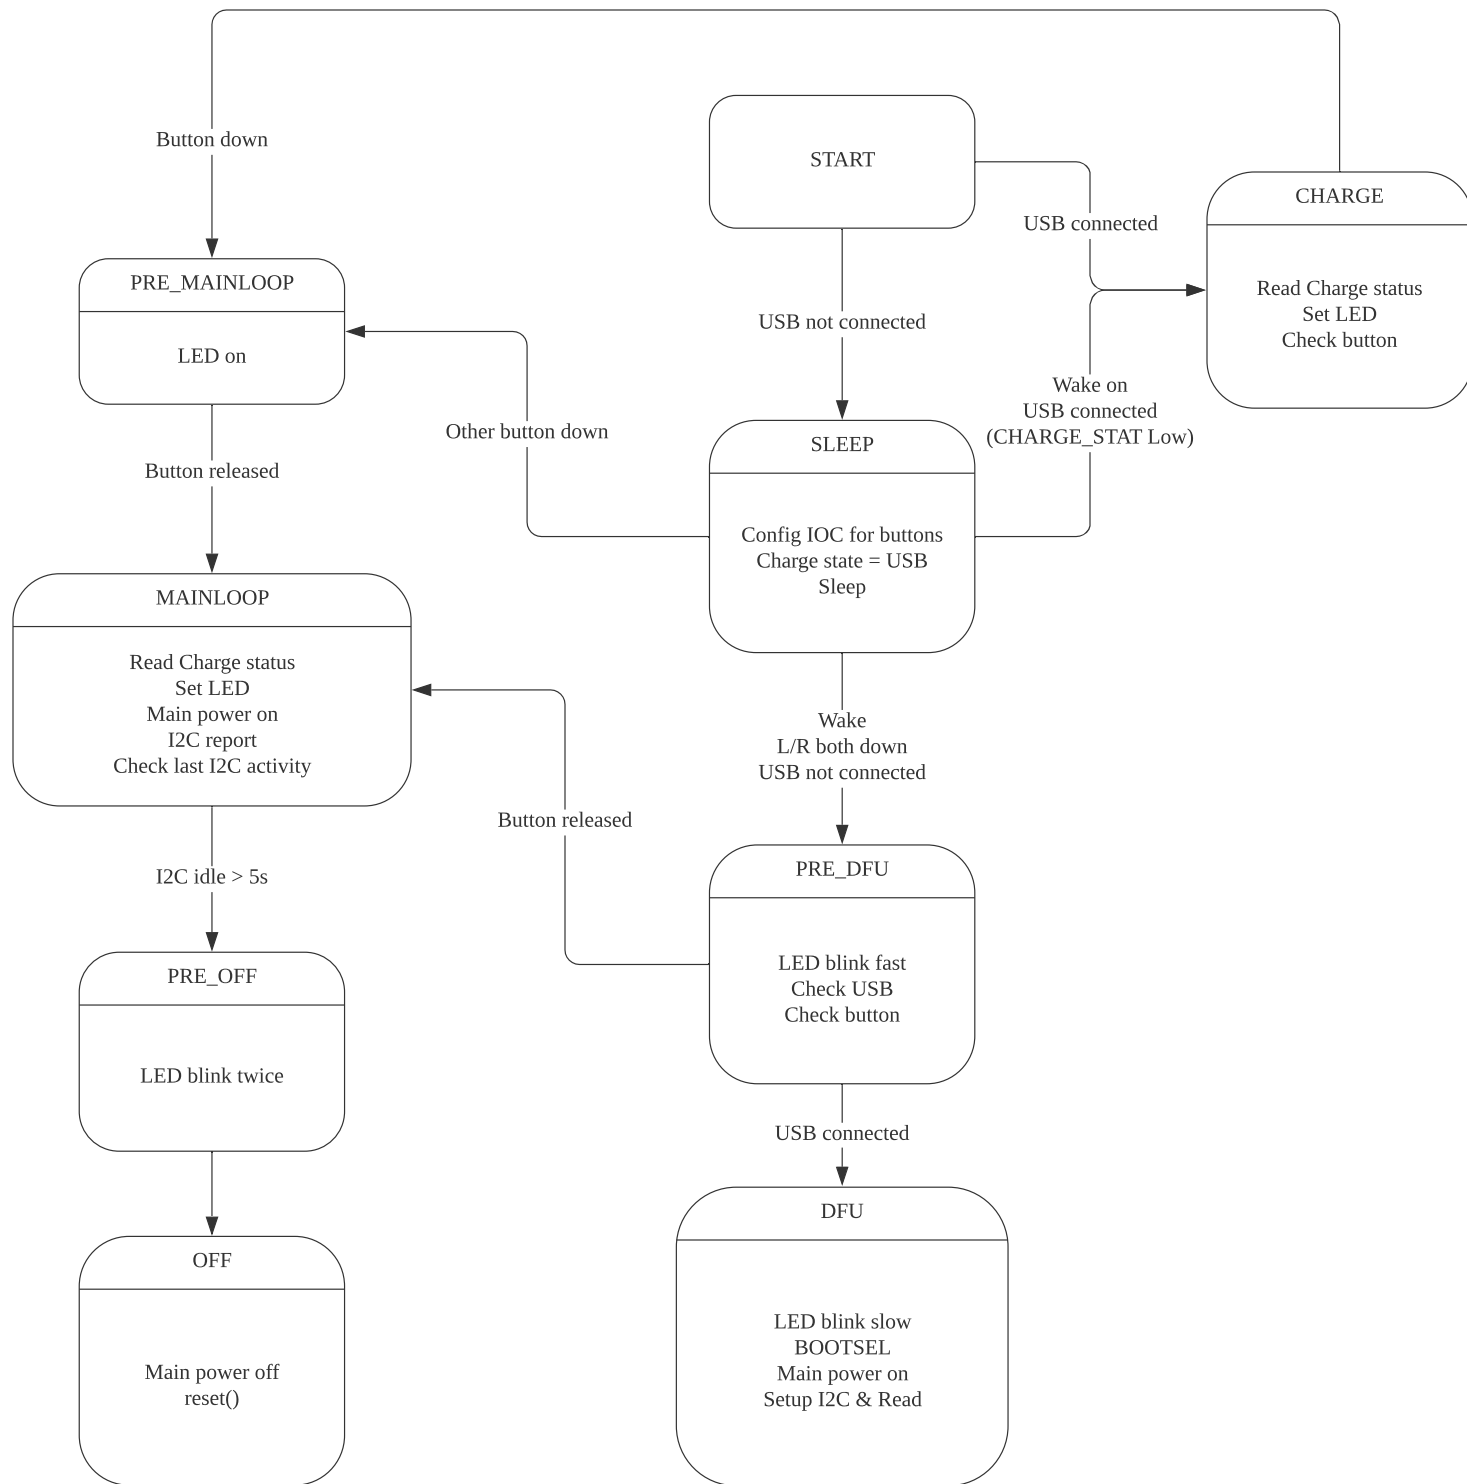 Button down
START
CHARGE
USB connected
Read Charge status
Set LED
Check button
PRE_MAINLOOP
LED on
USB not connected
Wake on
USB connected
(CHARGE_STAT Low)
Other button down
SLEEP
Config IOC for buttons
Charge state = USB
Sleep
Button released
MAINLOOP
Read Charge status
Set LED
Main power on
I2C report
Check last I2C activity
Wake
L/R both down
USB not connected
Button released
I2C idle > 5s
PRE_DFU
LED blink fast
Check USB
Check button
PRE_OFF
LED blink twice
USB connected
DFU
LED blink slow
BOOTSEL
Main power on
Setup I2C & Read
OFF
Main power off
reset()